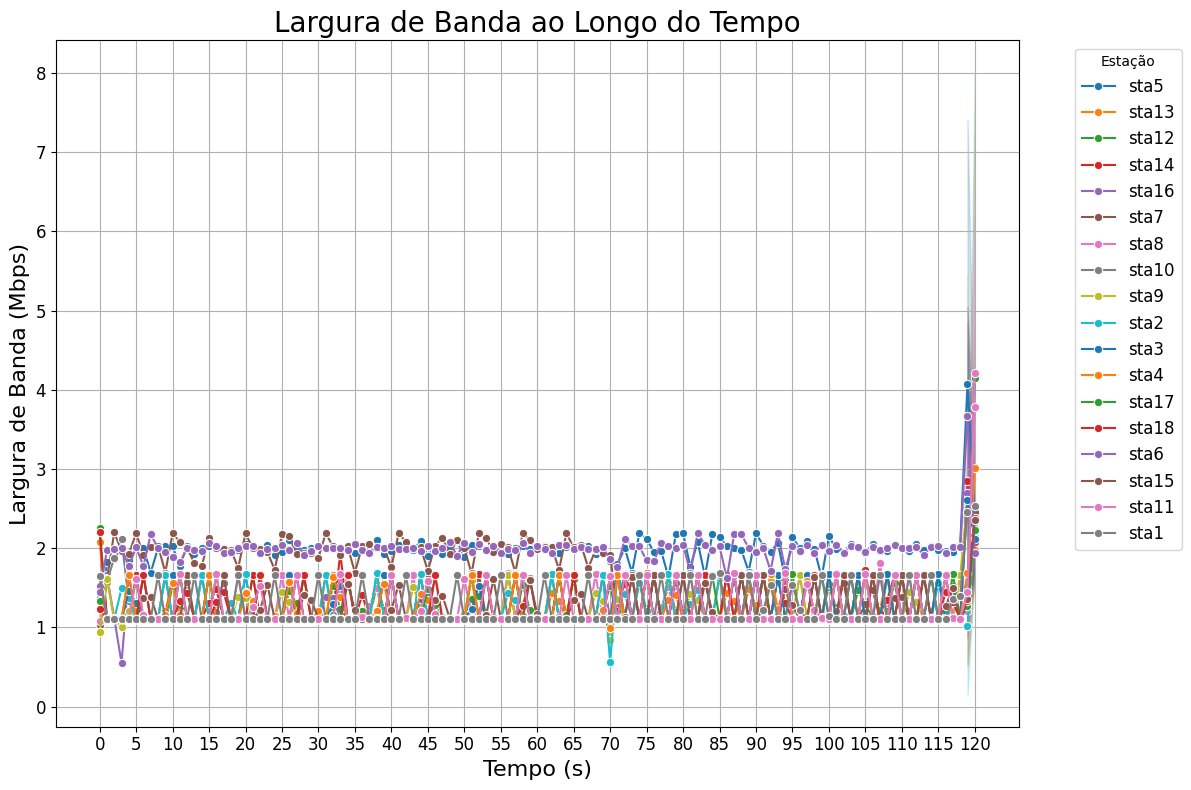 Largura de Banda ao Longo do Tempo
Largura de Banda (Mbps)
8
7
6
5
4
3
2
1
0
0 5 10 15 20 25 30 35 40 45 50 55 60 65 70 75 80 85 90 95 100 105 110 115 120
Tempo (s)
Estação
sta5
sta13
sta12
sta14
sta16
sta7
sta8
sta10
sta9
sta2
sta3
sta4
sta17
sta18
sta6
sta15
sta11
sta1